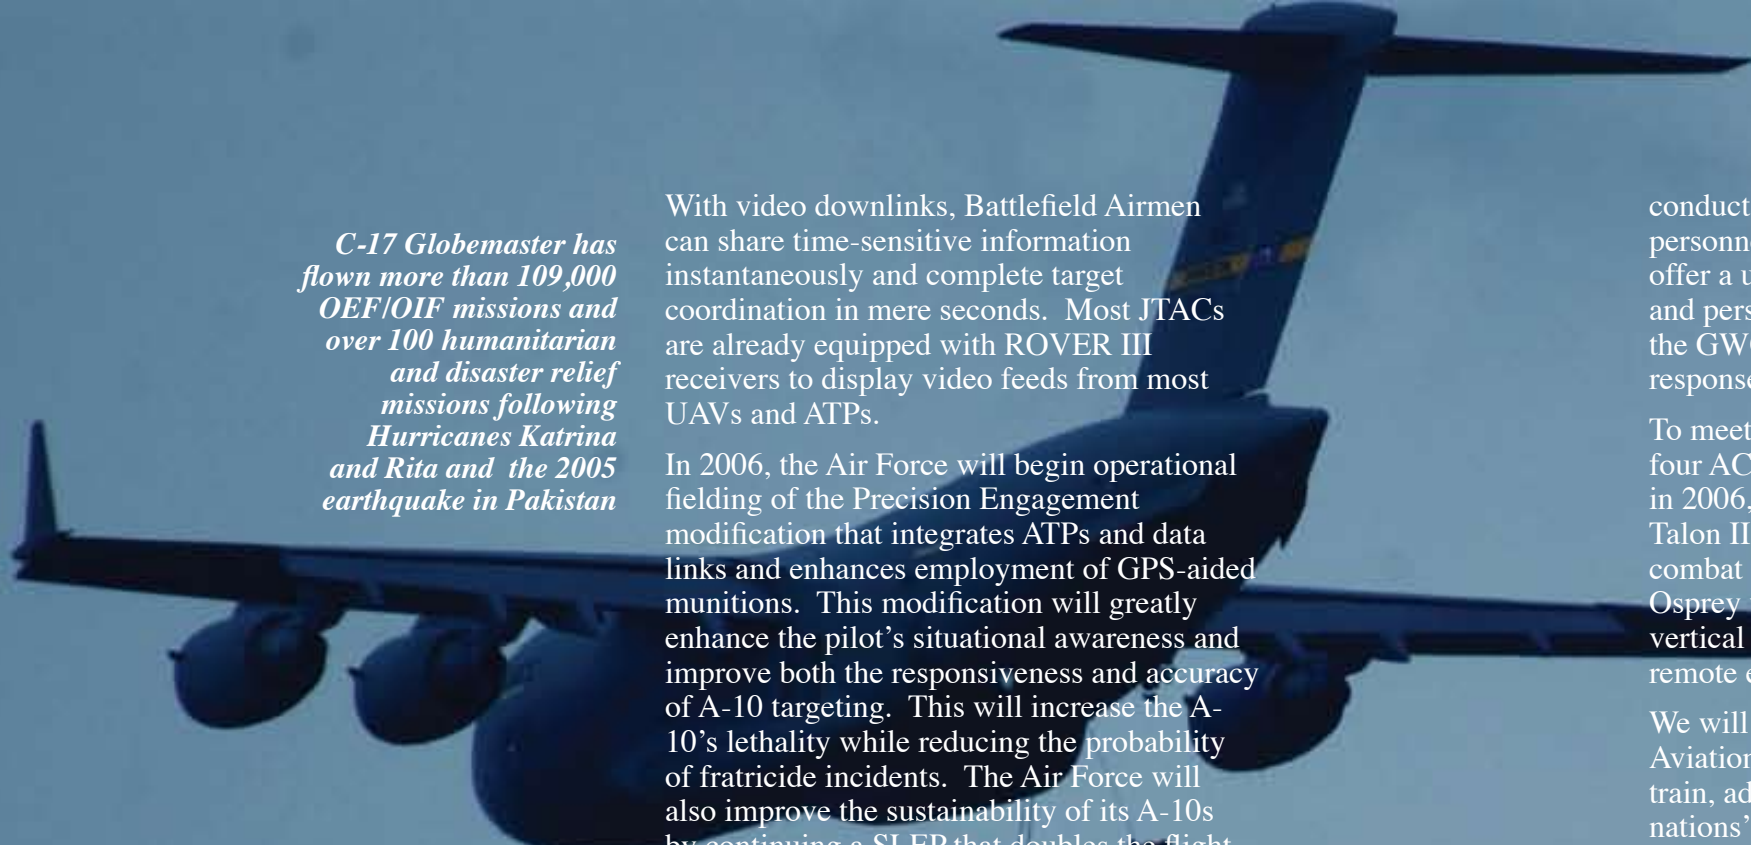 C-17 Globemaster has
flown more than 109,000
OEF/OIF missions and
over 100 humanitarian
and disaster relief
missions following
Hurricanes Katrina
and Rita and  the 2005
earthquake in Pakistan
With video downlinks, Battlefield Airmen
can share time-sensitive information
instantaneously and complete target
coordination in mere seconds.  Most JTACs
are already equipped with ROVER III
receivers to display video feeds from most
UAVs and ATPs.
In 2006, the Air Force will begin operational
fielding of the Precision Engagement
modification that integrates ATPs and data
links and enhances employment of GPS-aided
munitions.  This modification will greatly
enhance the pilot’s situational awareness and
improve both the responsiveness and accuracy
of A-10 targeting.  This will increase the A-
10’s lethality while reducing the probability
of fratricide incidents.  The Air Force will
also improve the sustainability of its A-10s
by continuing a SLEP that doubles the flight
conduct
offer a
and
the
response
To meet
four
in 2006,
Talon II
combat
Osprey
vertical
remote
We will
train,
nations’